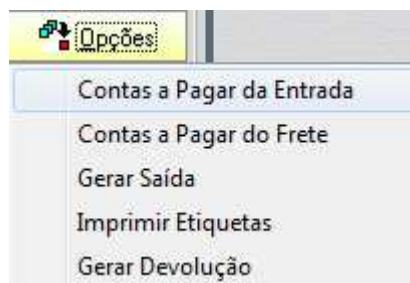 Opções
Contas a Pagar da Entrada
Contas a Pagar do Frete
Gerar Saída
Imprimir Etiquetas
Gerar Devolução